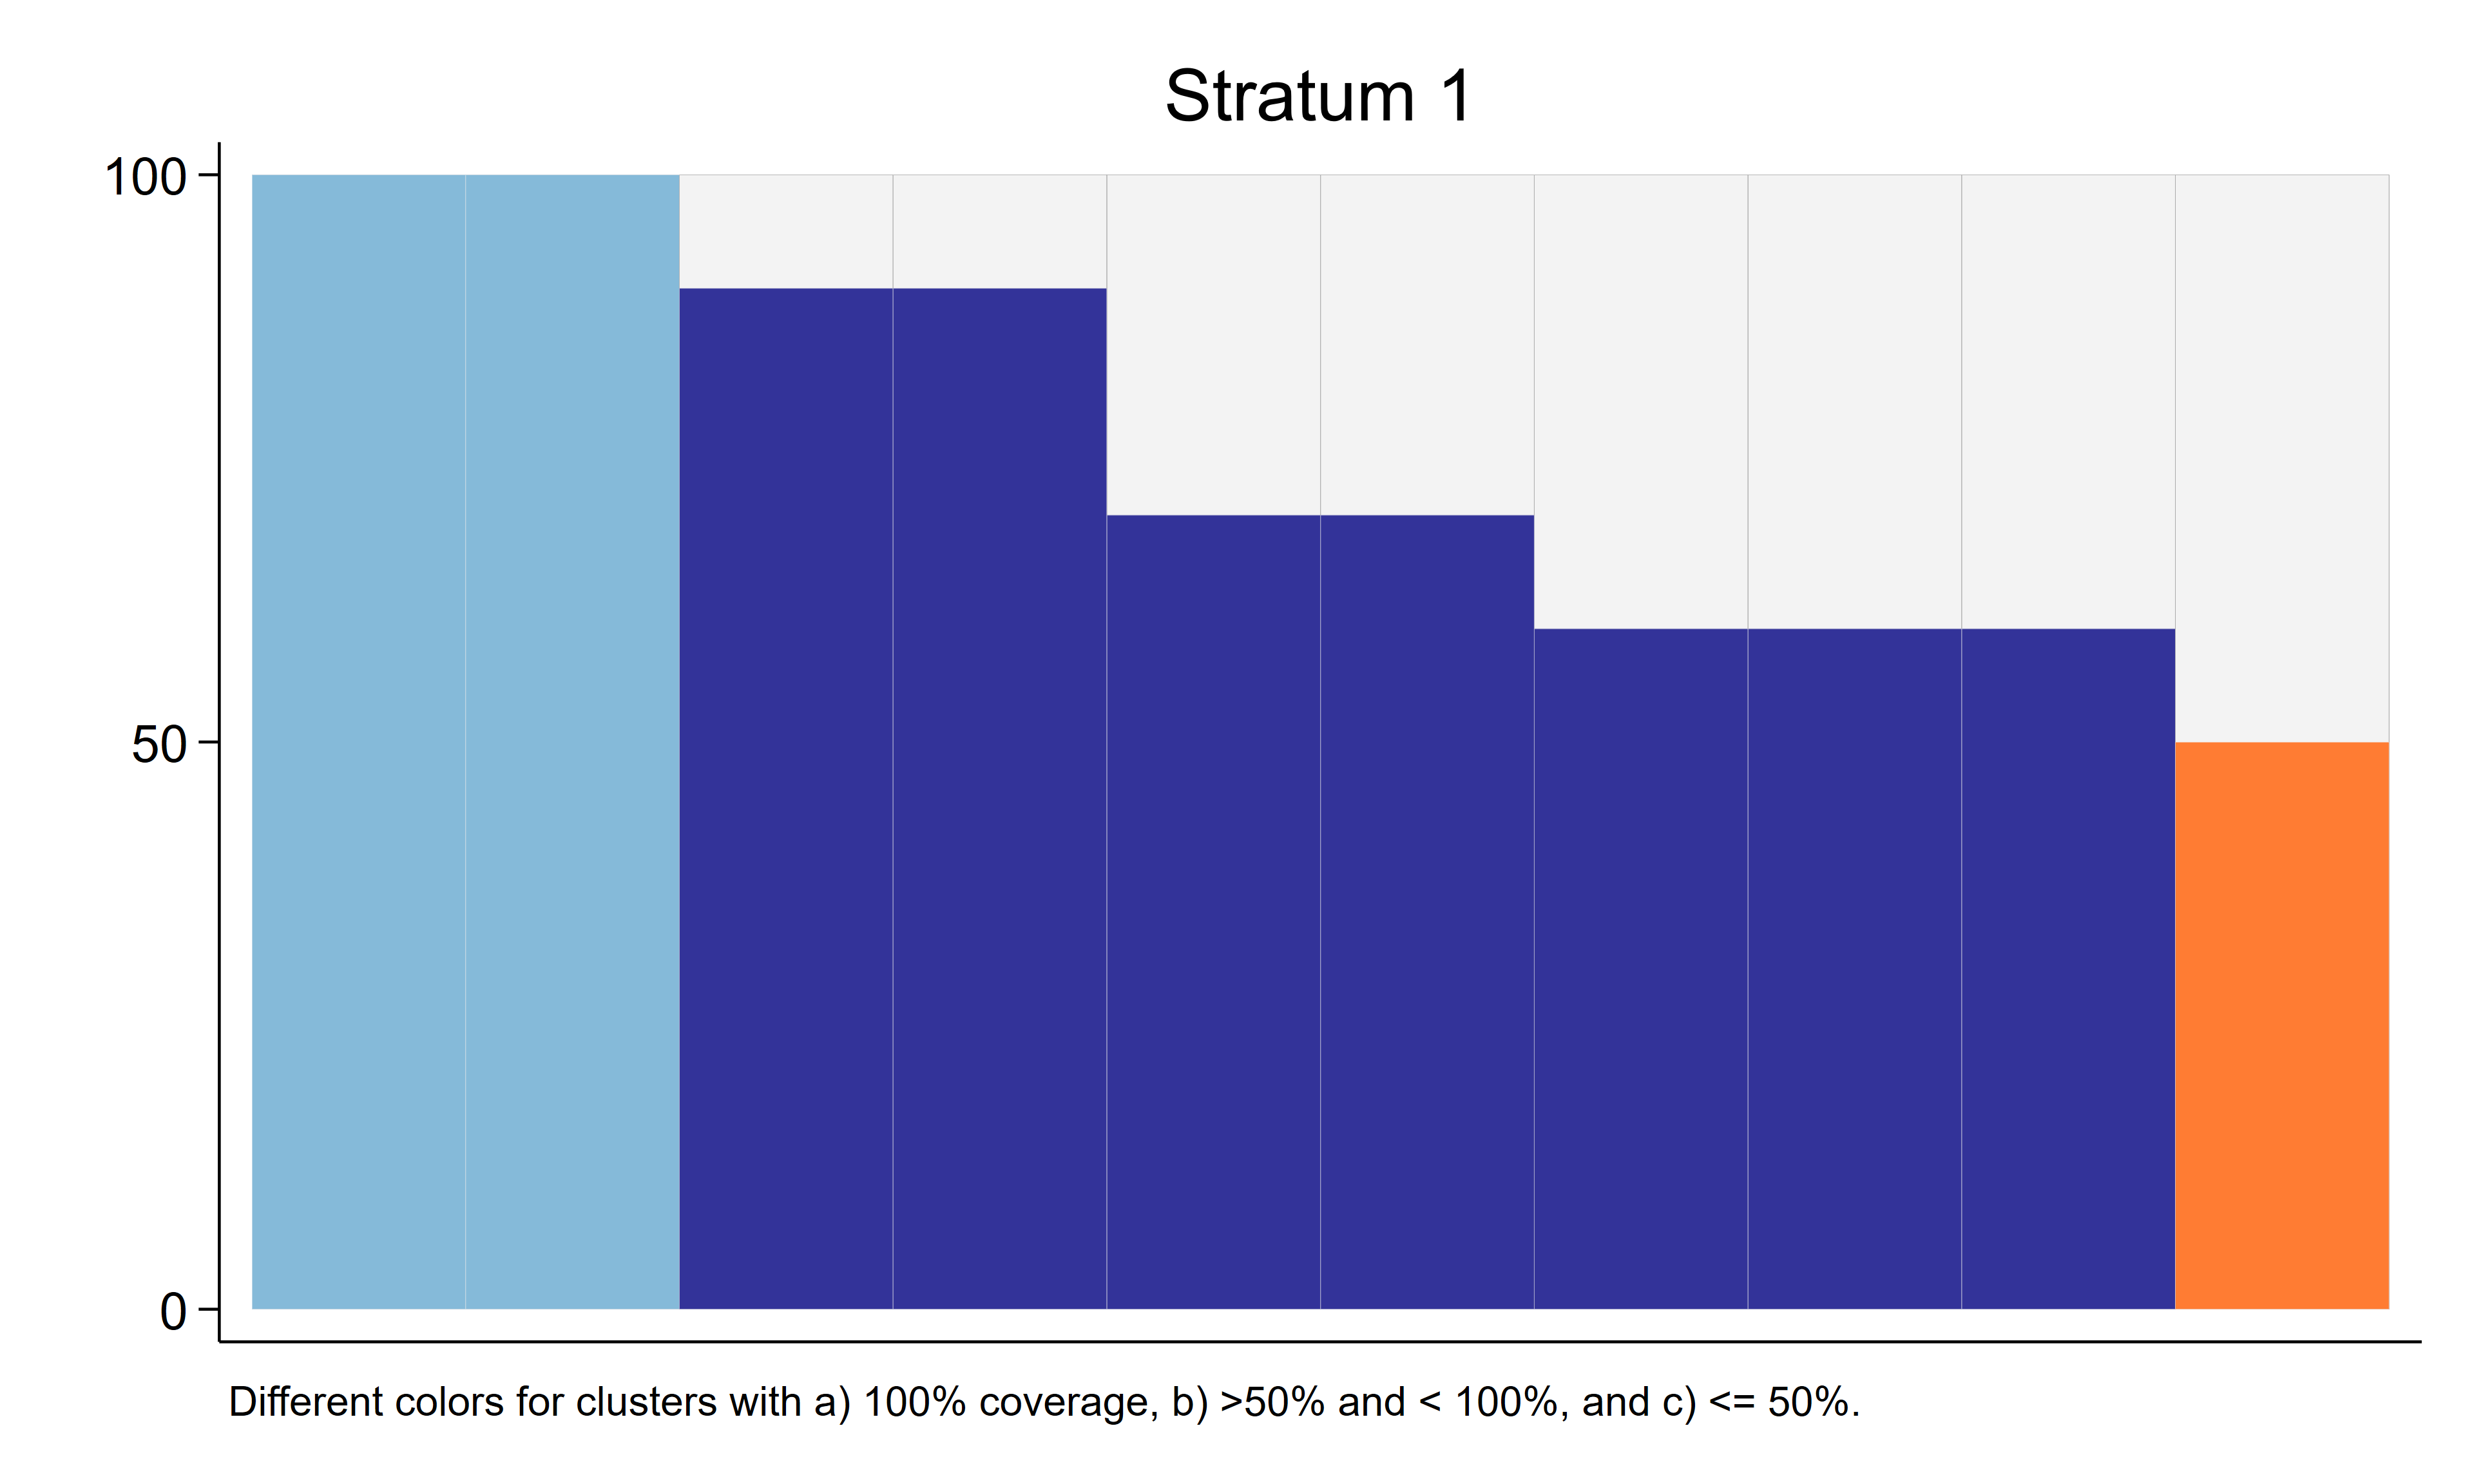 Stratum 1
100
50
0
Different colors for clusters with a) 100% coverage, b) >50% and < 100%, and c) <= 50%.